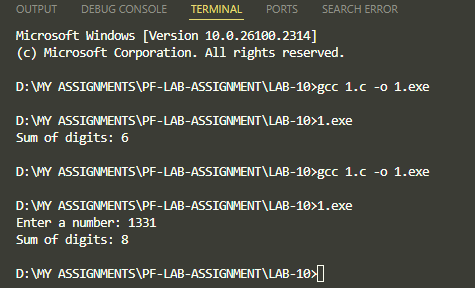 OUTPUT DEBUG CONSOLE TERMINAL PORTS SEARCH ERROR
Microsoft Windows [Version 10.0.26100.2314]
(c) Microsoft Corporation. All rights reserved.
D:\MY ASSIGNMENTS\PF-LAB-ASSIGNMENT\LAB-10>gcc 1.c -o 1.exe
D:\MY ASSIGNMENTS\PF-LAB-ASSIGNMENT\LAB-10>1.exe
Sum of digits: 6
D:\MY ASSIGNMENTS\PF-LAB-ASSIGNMENT\LAB-10>gcc 1.c -o 1.exe
D:\MY ASSIGNMENTS\PF-LAB-ASSIGNMENT\LAB-10>1.exe
Enter a number: 1331
Sum of digits: 8
D:\MY ASSIGNMENTS\PF-LAB-ASSIGNMENT\LAB-10>